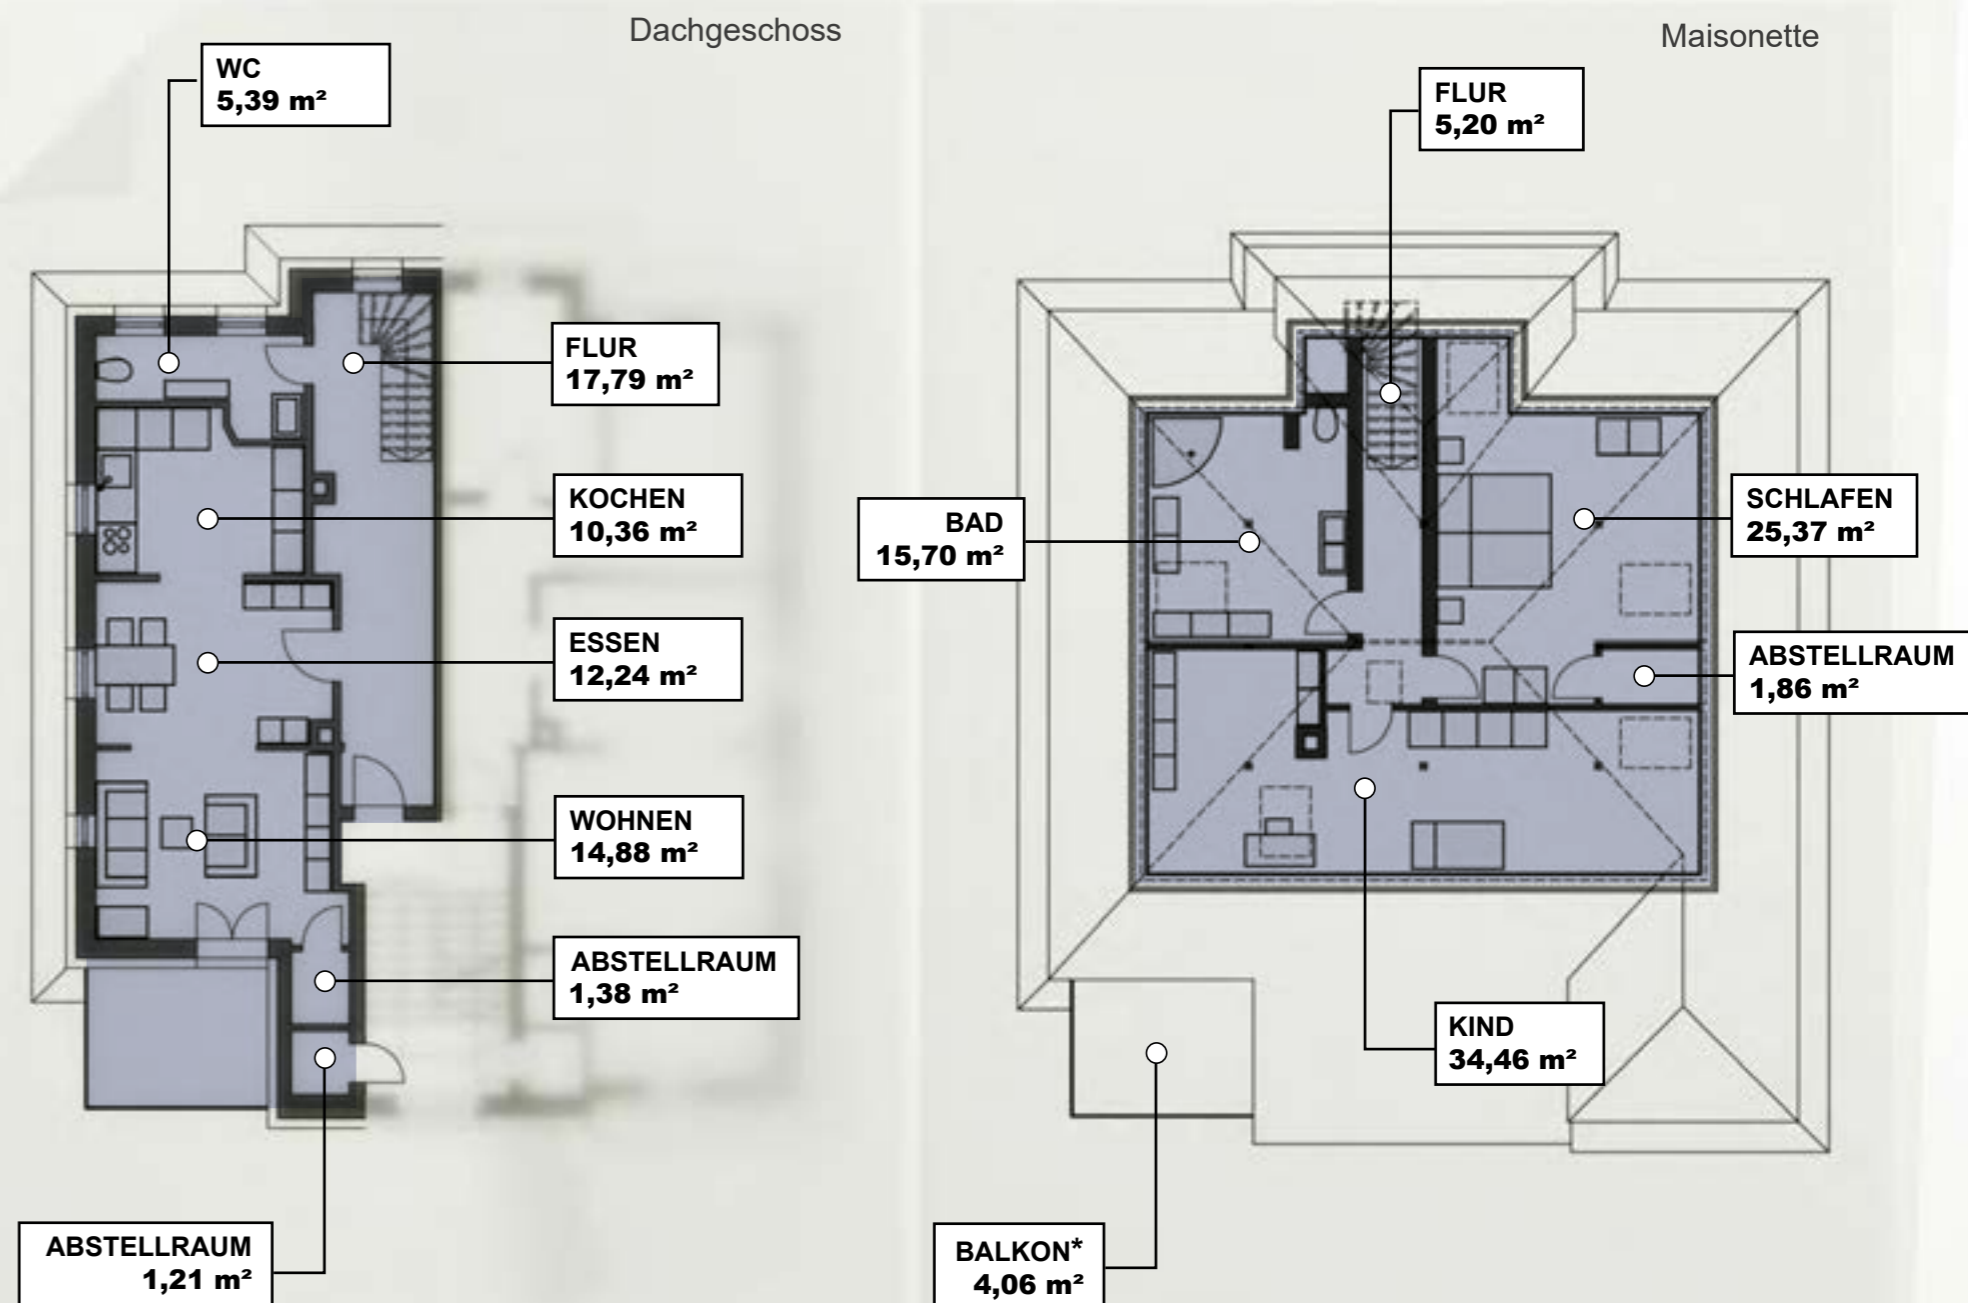 Dachgeschoss
WC
5,39 m²
FLUR
17,79 m²
KOCHEN
10,36 m²
ESSEN
12,24 m²
WOHNEN
14,88 m²
ABSTELLRAUM
1,38 m²
ABSTELLRAUM
1,21 m²
Maisonette
FLUR
5,20 m²
BAD
15,70 m²
SCHLAFEN
25,37 m²
ABSTELLRAUM
1,86 m²
KIND
34,46 m²
BALKON*
4,06 m²